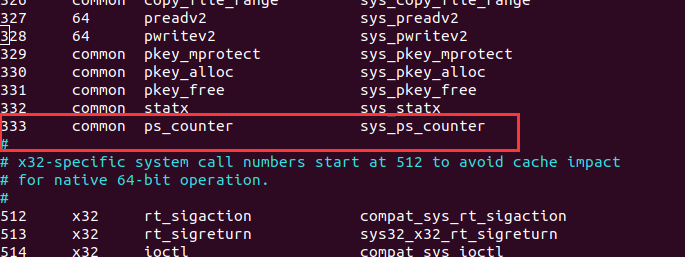 326 common copy_file_range sys_copy_file_range
327 64 preadv2 sys_preadv2
328 64 pwritev2 sys_pwritev2
329 common pkey_mprotect sys_pkey_mprotect
330 common pkey_alloc sys_pkey_alloc
331 common pkey_free sys_pkey_free
332 common statx sys_statx
333 common ps_counter sys_ps_counter
#
# x32-specific system call numbers start at 512 to avoid cache impact
# for native 64-bit operation.
#
512 x32 rt_sigaction compat_sys_rt_sigaction
513 x32 rt_sigreturn sys32_x32_rt_sigreturn
514 x32 ioctl compat_sys_ioctl